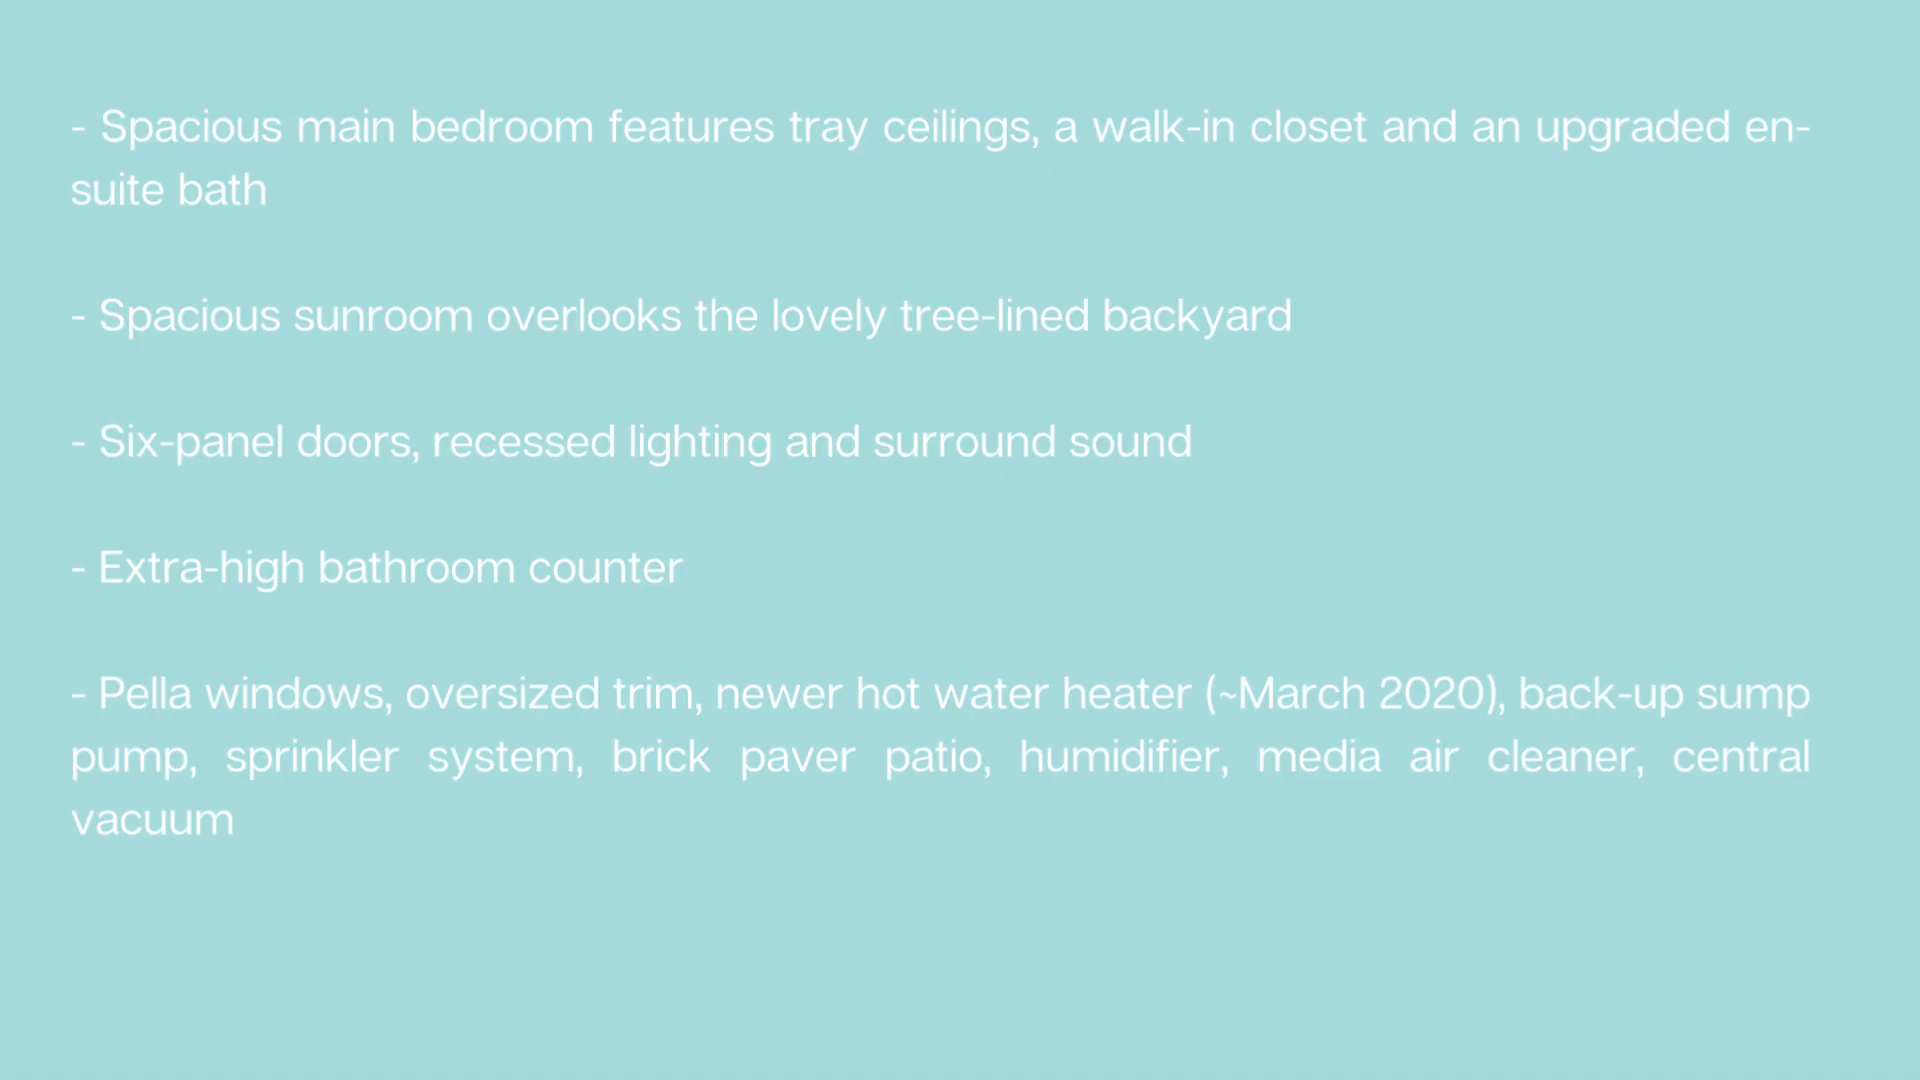 - Spacious main bedroom features tray ceilings, a walk-in closet and an upgraded en-
suite bath
- Spacious sunroom overlooks the lovely tree-lined backyard
- Six-panel doors, recessed lighting and surround sound
- Extra-high bathroom counter
- Pella windows, oversized trim, newer hot water heater (~March 2020), back-up sump
pump, sprinkler system, brick paver patio, humidifier, media air cleaner, central
vacuum